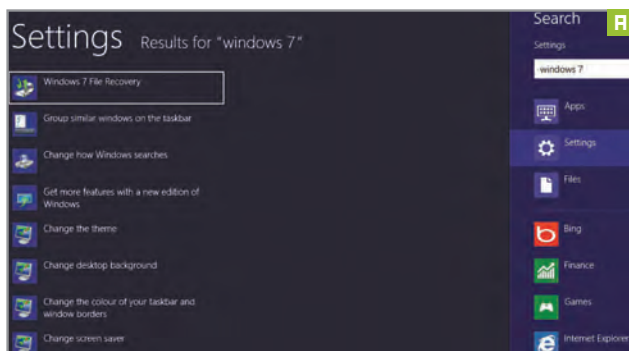 Settings Results for "windows 7"
Windows 7 File Recovery
Group similar windows on the taskbar
Change how Windows searches
Get more features with a new edition of
Windows
Change the theme
Change desktop background
Change the colour of your taskbar and
window borders
Change screen saver
Search
A
Settings
windows 7
Apps
Settings
Files
Bing
Finance
Games
Internet Explorer